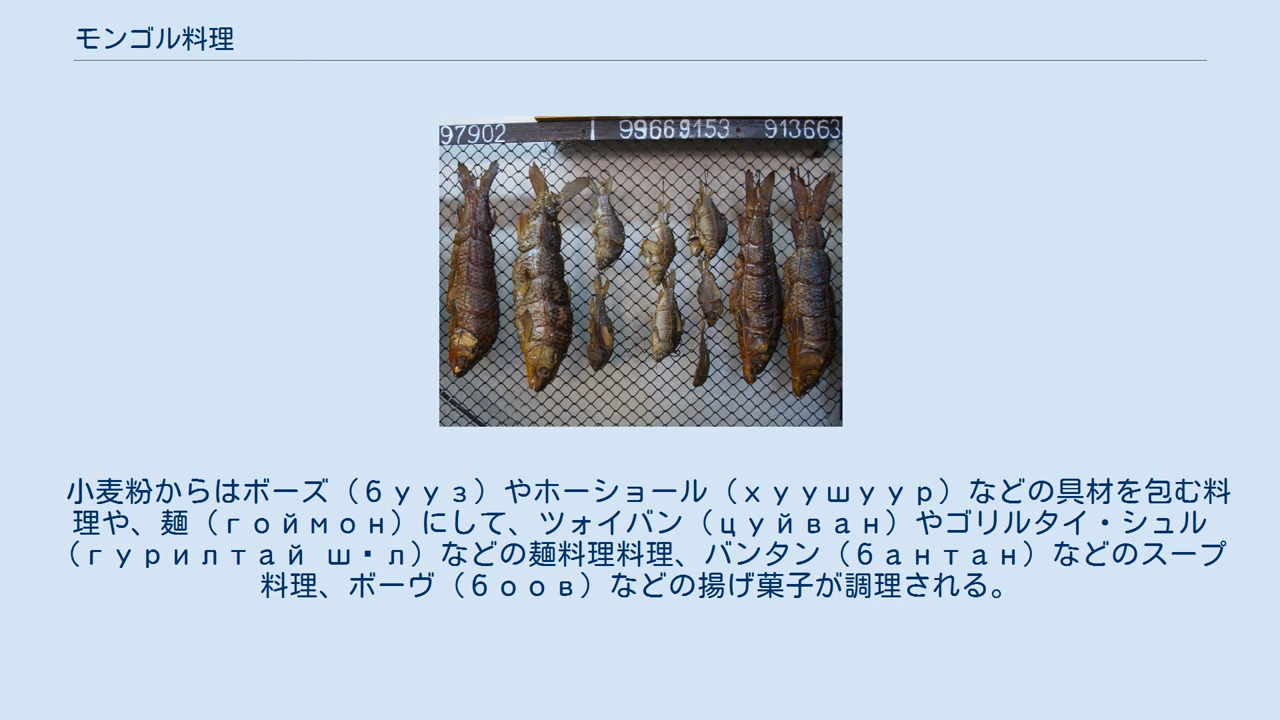 モンゴル料理
97902
99669153
913663
小麦粉からはボーズ（бууз）やホーショール（хуушуур）などの具材を包む料
理や、麺（гоймон）にして、ツォイバン（цуйван）やゴリルタイ・シュル
（гурилтай ш▪л）などの麺料理料理、バンタン（бантан）などのスープ
料理、ボーヴ（боов）などの揚げ菓子が調理される。